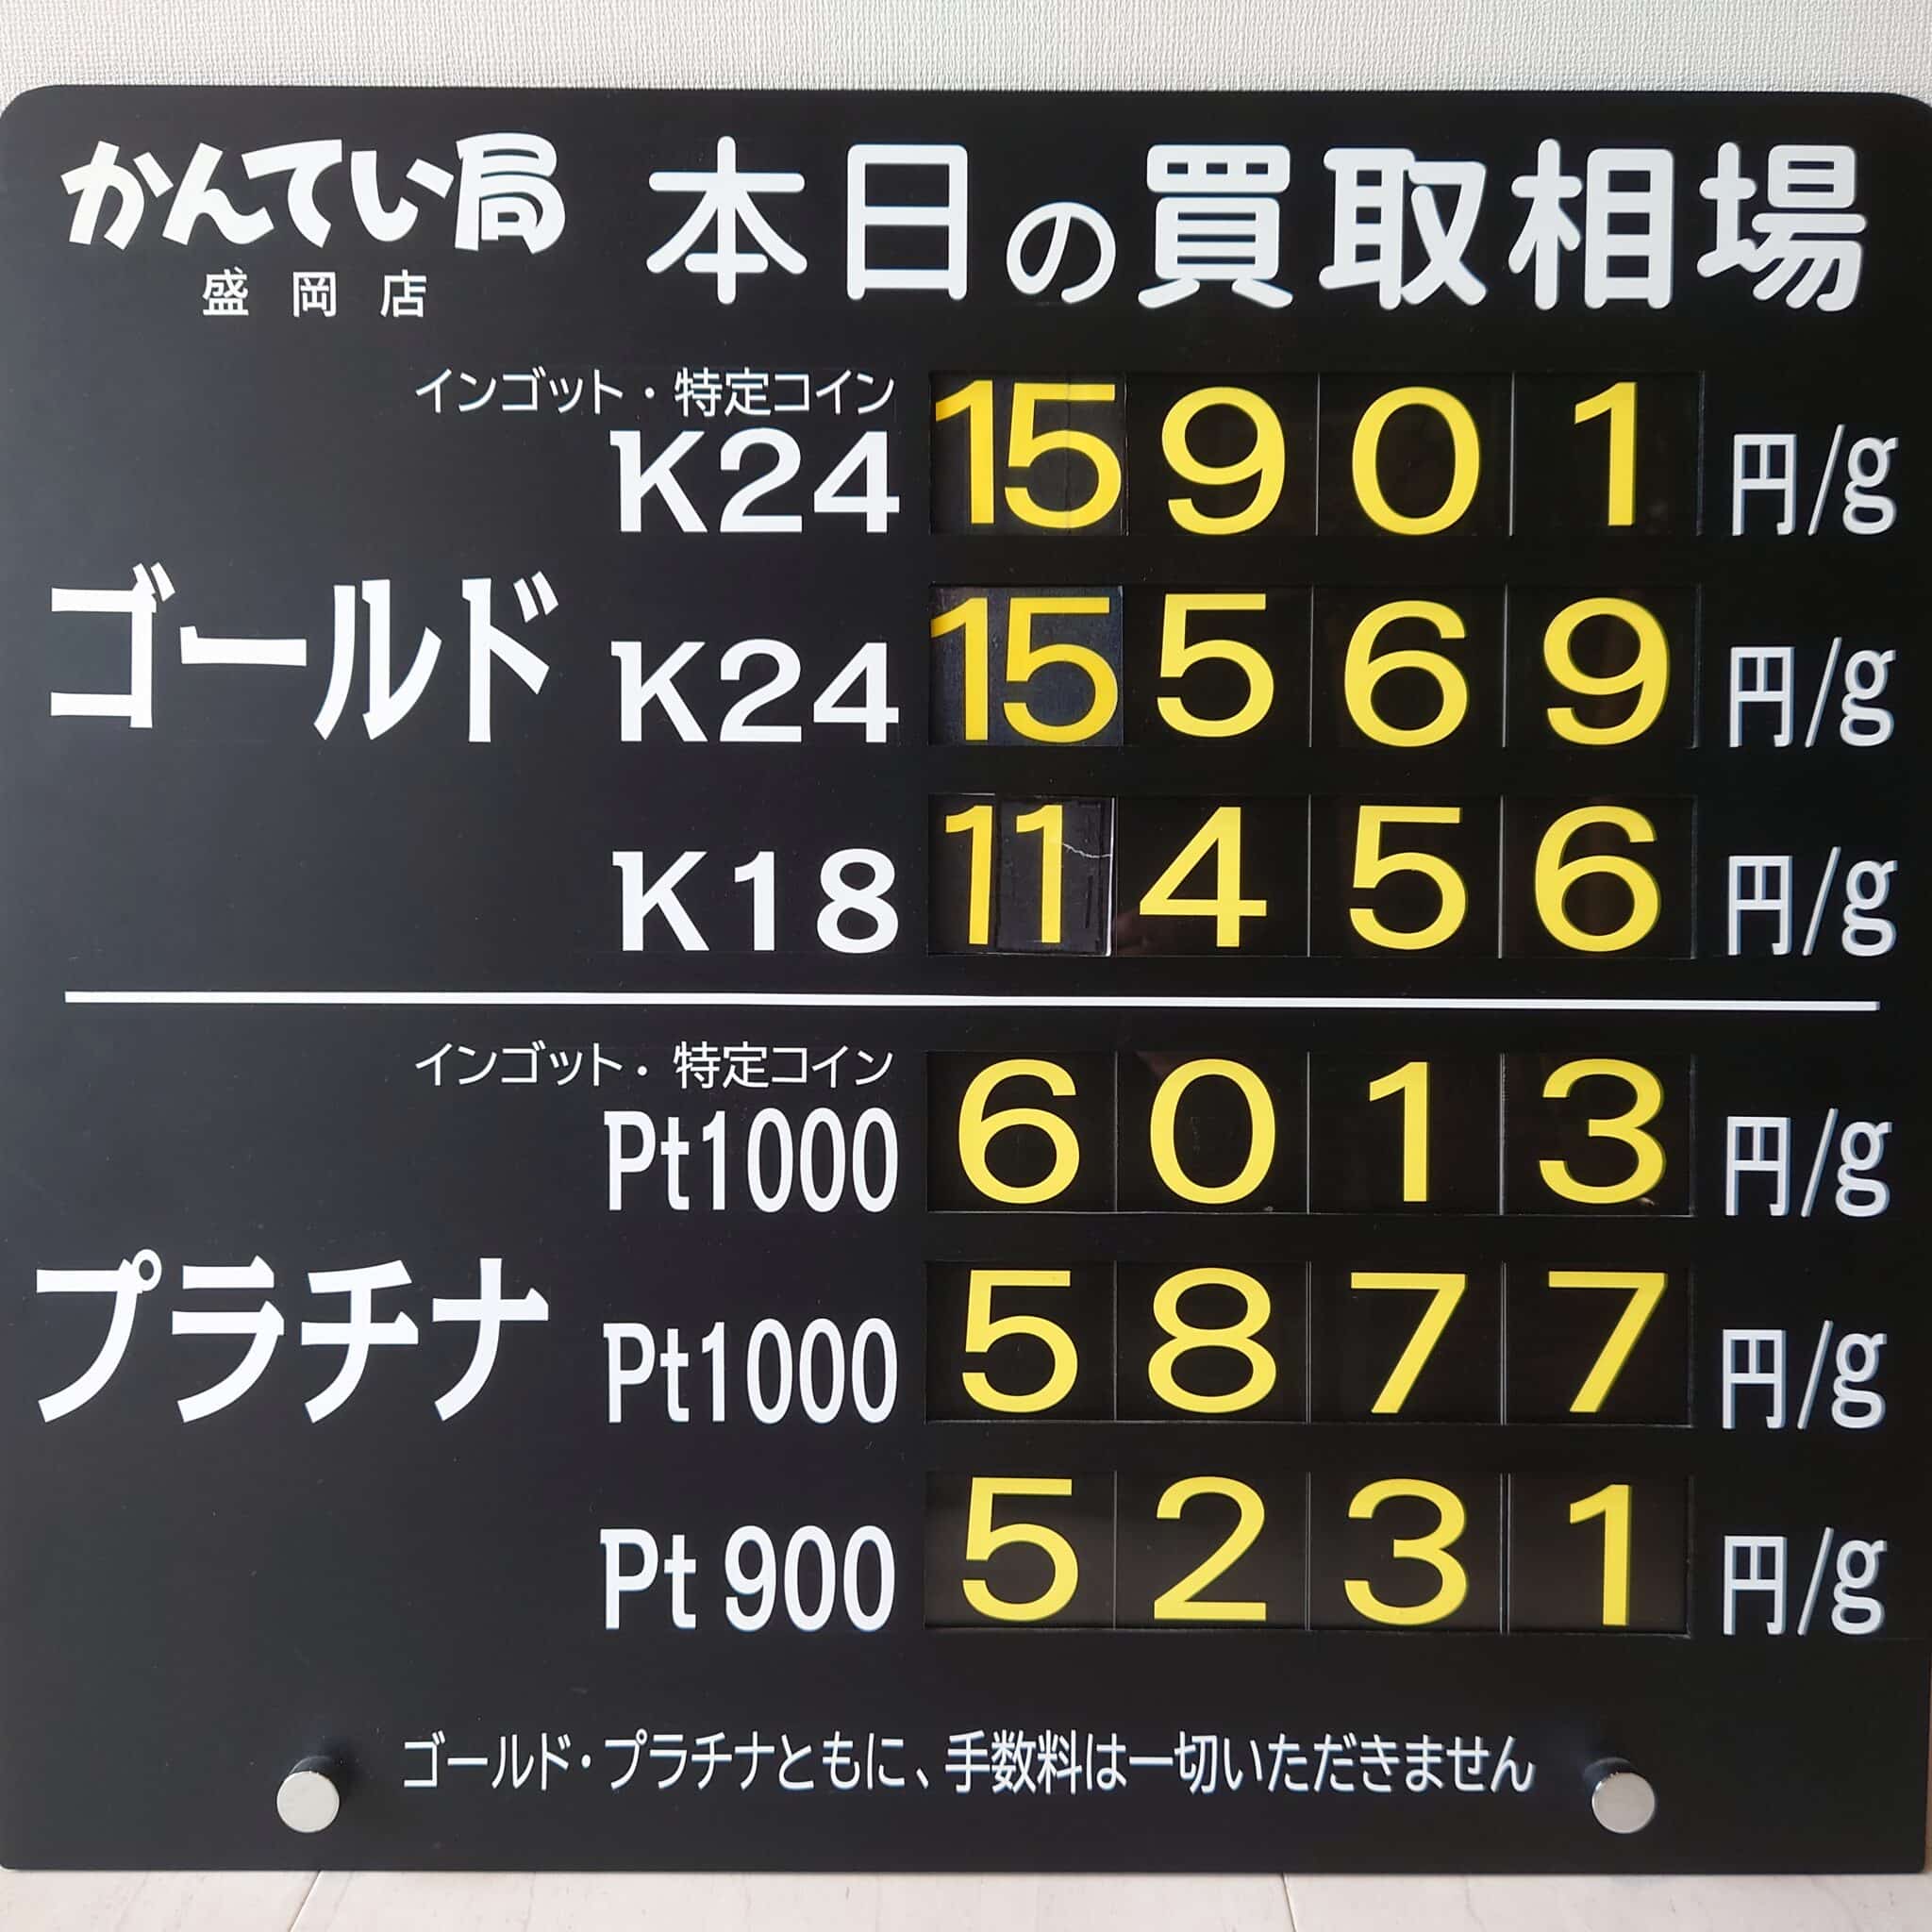 かんてい局 本日の買取相場
盛岡店
インゴット・特定コイン
K24 15901 円/g
ゴールド K24 15569 円/g
K18 11456 円/g
インゴット・特定コイン
Pt1000 6013 円/g
プラチナ Pt1000 5877 円/g
Pt 900 5231 円/g
ゴールド・プラチナともに、手数料は一切いただきません